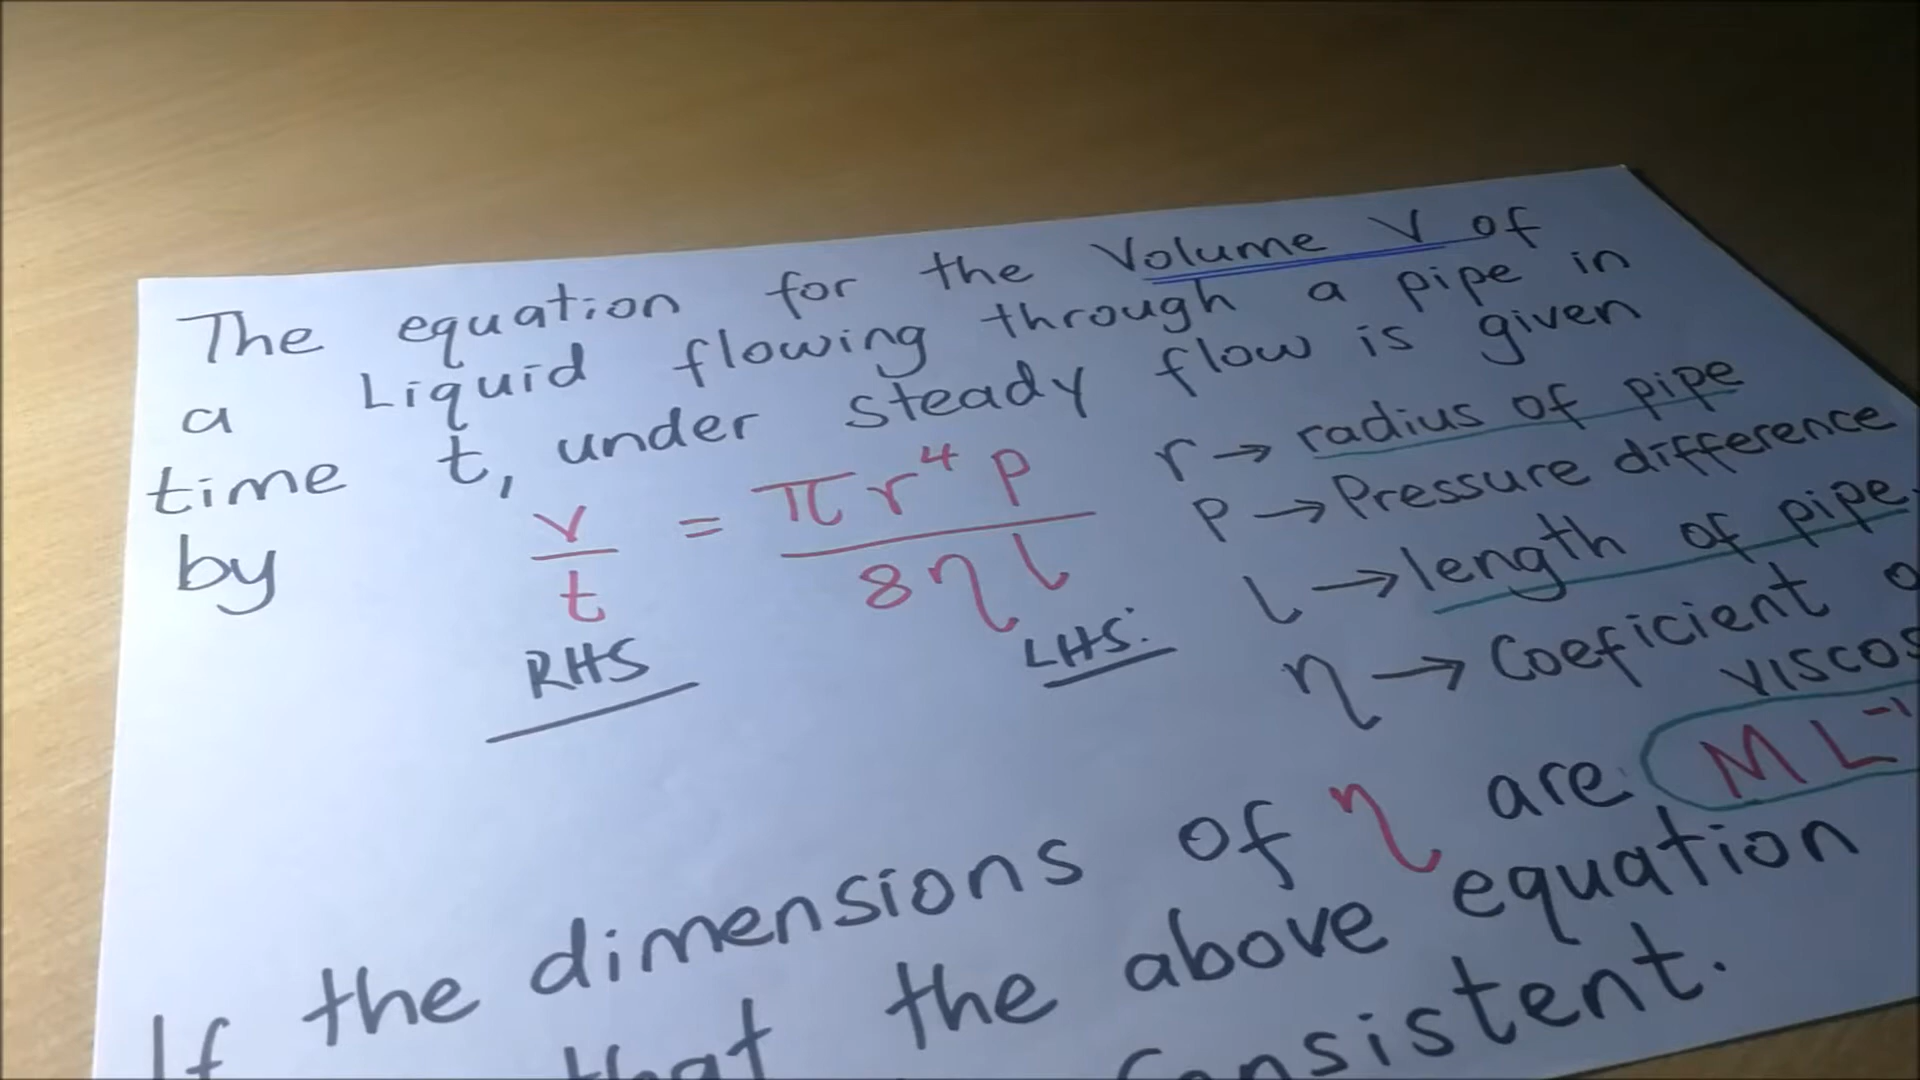 The equation for the Volume V of
a Liquid flowing through a pipe in
time t, under steady flow is given
by
v/t = πr⁴p / 8ηl
RHS
LHS:
r → radius of pipe
P → Pressure difference
l → length of pipe.
η → Coeficient
If the dimensions of η are ML⁻¹
that the above equation